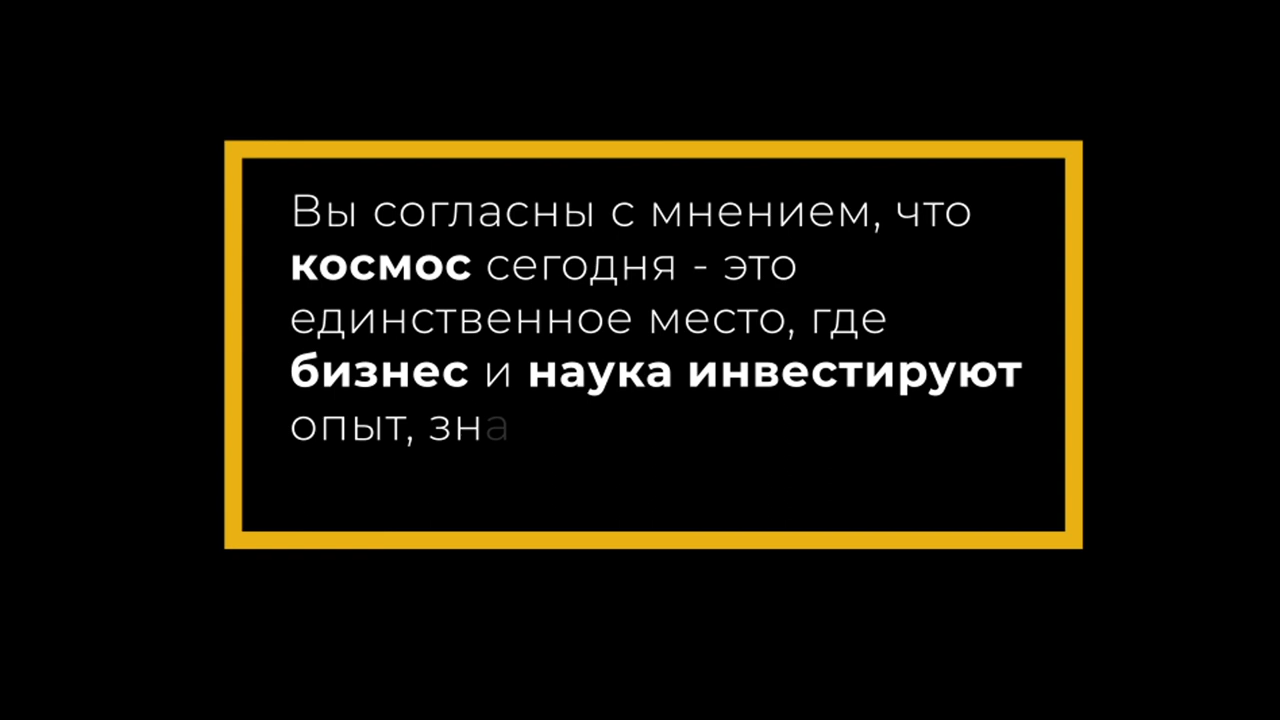 Вы согласны с мнением, что
космос сегодня - это
единственное место, где
бизнес и наука инвестируют
опыт, зна